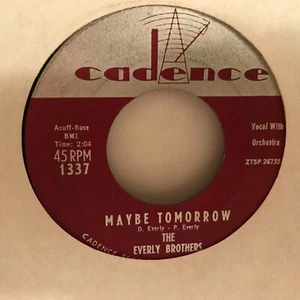 cadence
Acuff-Rose
BMI
Time: 2:04
45 RPM
1337
Vocal With
Orchestra
ZTSP 26735
MAYBE TOMORROW
D. Everly - P. Everly
THE
EVERLY BROTHERS
CADENCE